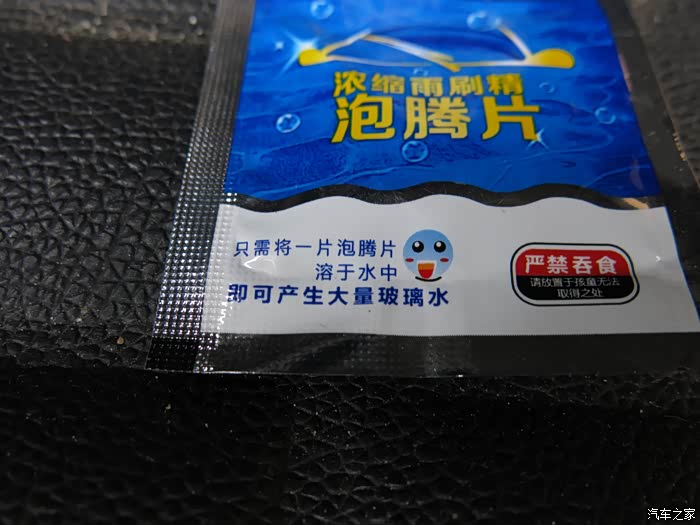 浓缩雨刷精
泡腾片
只需将一片泡腾片
溶于水中
即可产生大量玻璃水
严禁吞食
请放置于孩童无法
取得之处
汽车之家